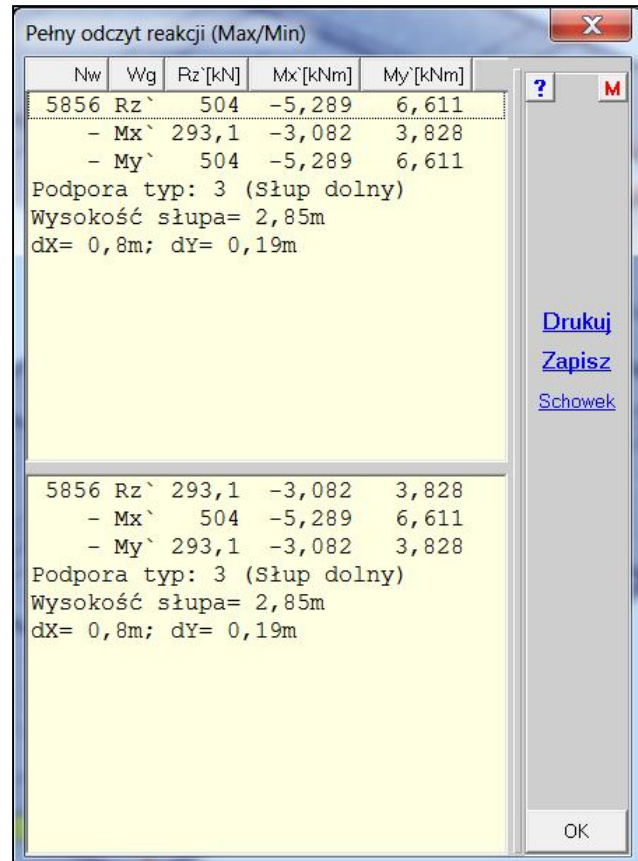 Pełny odczyt reakcji (Max/Min)
X
Nw Wg Rz`[kN] Mx`[kNm] My`[kNm]
5856 Rz` 504 -5,289 6,611
- Mx` 293,1 -3,082 3,828
- My` 504 -5,289 6,611
Podpora typ: 3 (Słup dolny)
Wysokość słupa= 2,85m
dX= 0,8m; dY= 0,19m
? M
Drukuj
Zapisz
Schowek
5856 Rz` 293,1 -3,082 3,828
- Mx` 504 -5,289 6,611
- My` 293,1 -3,082 3,828
Podpora typ: 3 (Słup dolny)
Wysokość słupa= 2,85m
dX= 0,8m; dY= 0,19m
OK